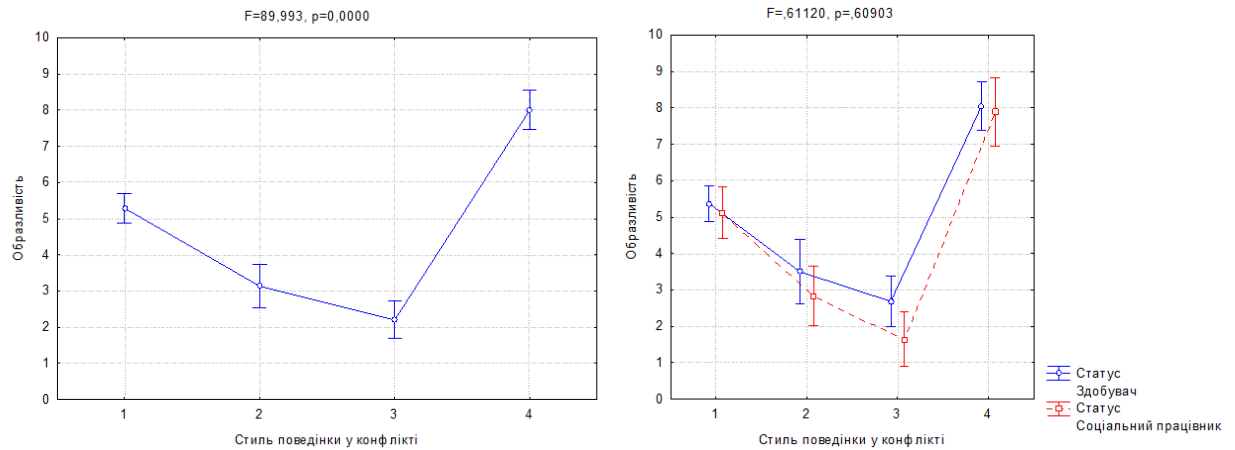 F=89,993, p=0,0000
10
9
8
7
6
5
4
3
2
1
0
Образливість
1 2 3 4
Стиль поведінки у конфлікті
F=,61120, p=,60903
10
9
8
7
6
5
4
3
2
1
0
Образливість
1 2 3 4
Стиль поведінки у конфлікті
Статус
Здобувач
Статус
Соціальний працівник